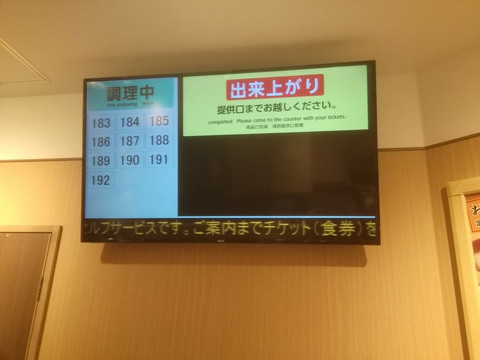 調理中
183 184 185
186 187 188
189 190 191
192
出来上がり
提供口までお越しください。
completed Please come to the counter with your tickets.
ルフサービスです。ご案内までチケット(食券)を
お